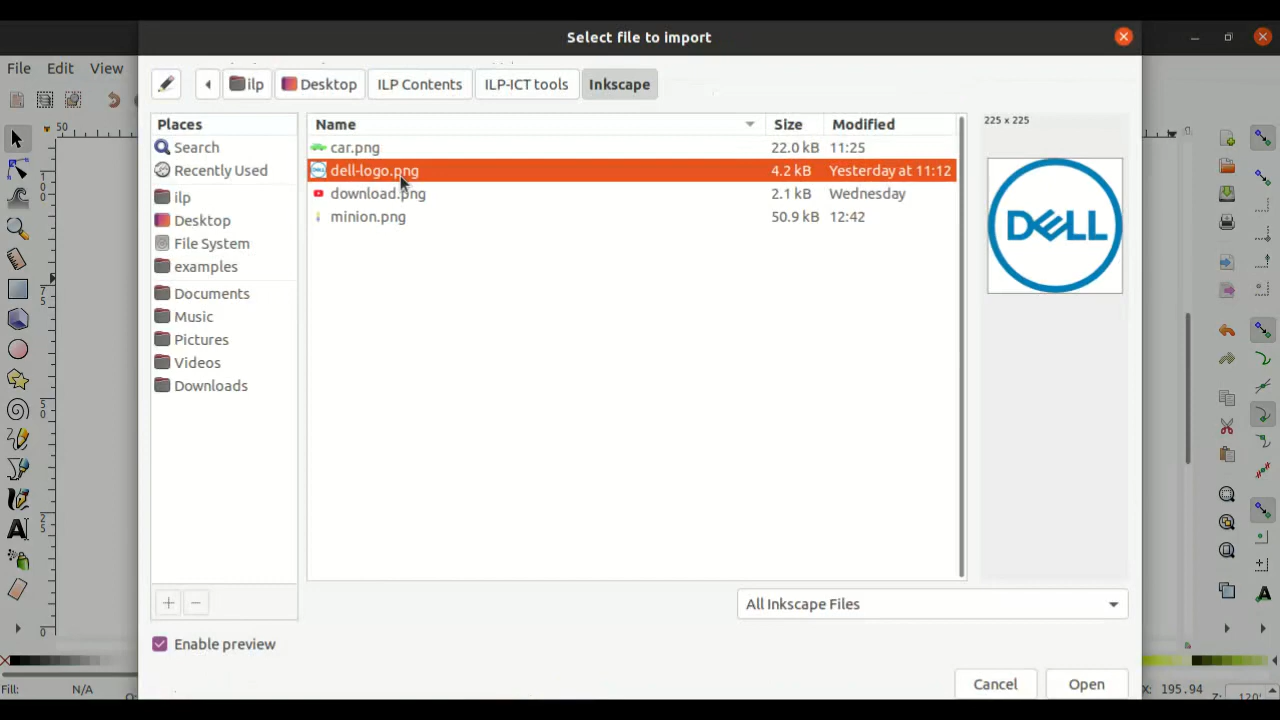 Select file to import
File Edit View
ilp Desktop ILP Contents ILP-ICT tools Inkscape
Places
Search
Recently Used
ilp
Desktop
File System
examples
Documents
Music
Pictures
Videos
Downloads
Name Size Modified
car.png 22.0 kB 11:25
dell-logo.png 4.2 kB Yesterday at 11:12
download.png 2.1 kB Wednesday
minion.png 50.9 kB 12:42
225 x 225
DELL
All Inkscape Files
Enable preview
Cancel Open
Fill: N/A
X: 195.94
Z: 120%